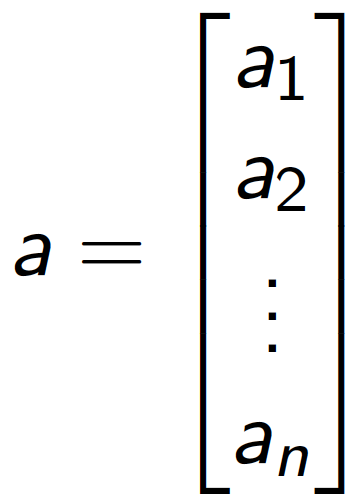 a = [a₁
a₂
⋮
aₙ]